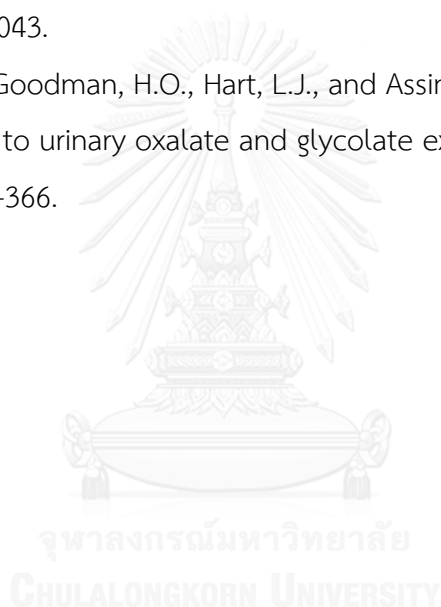 043.
Goodman, H.O., Hart, L.J., and Assin
to urinary oxalate and glycolate ex
-366.
จุฬาลงกรณ์มหาวิทยาลัย
CHULALONGKORN UNIVERSITY